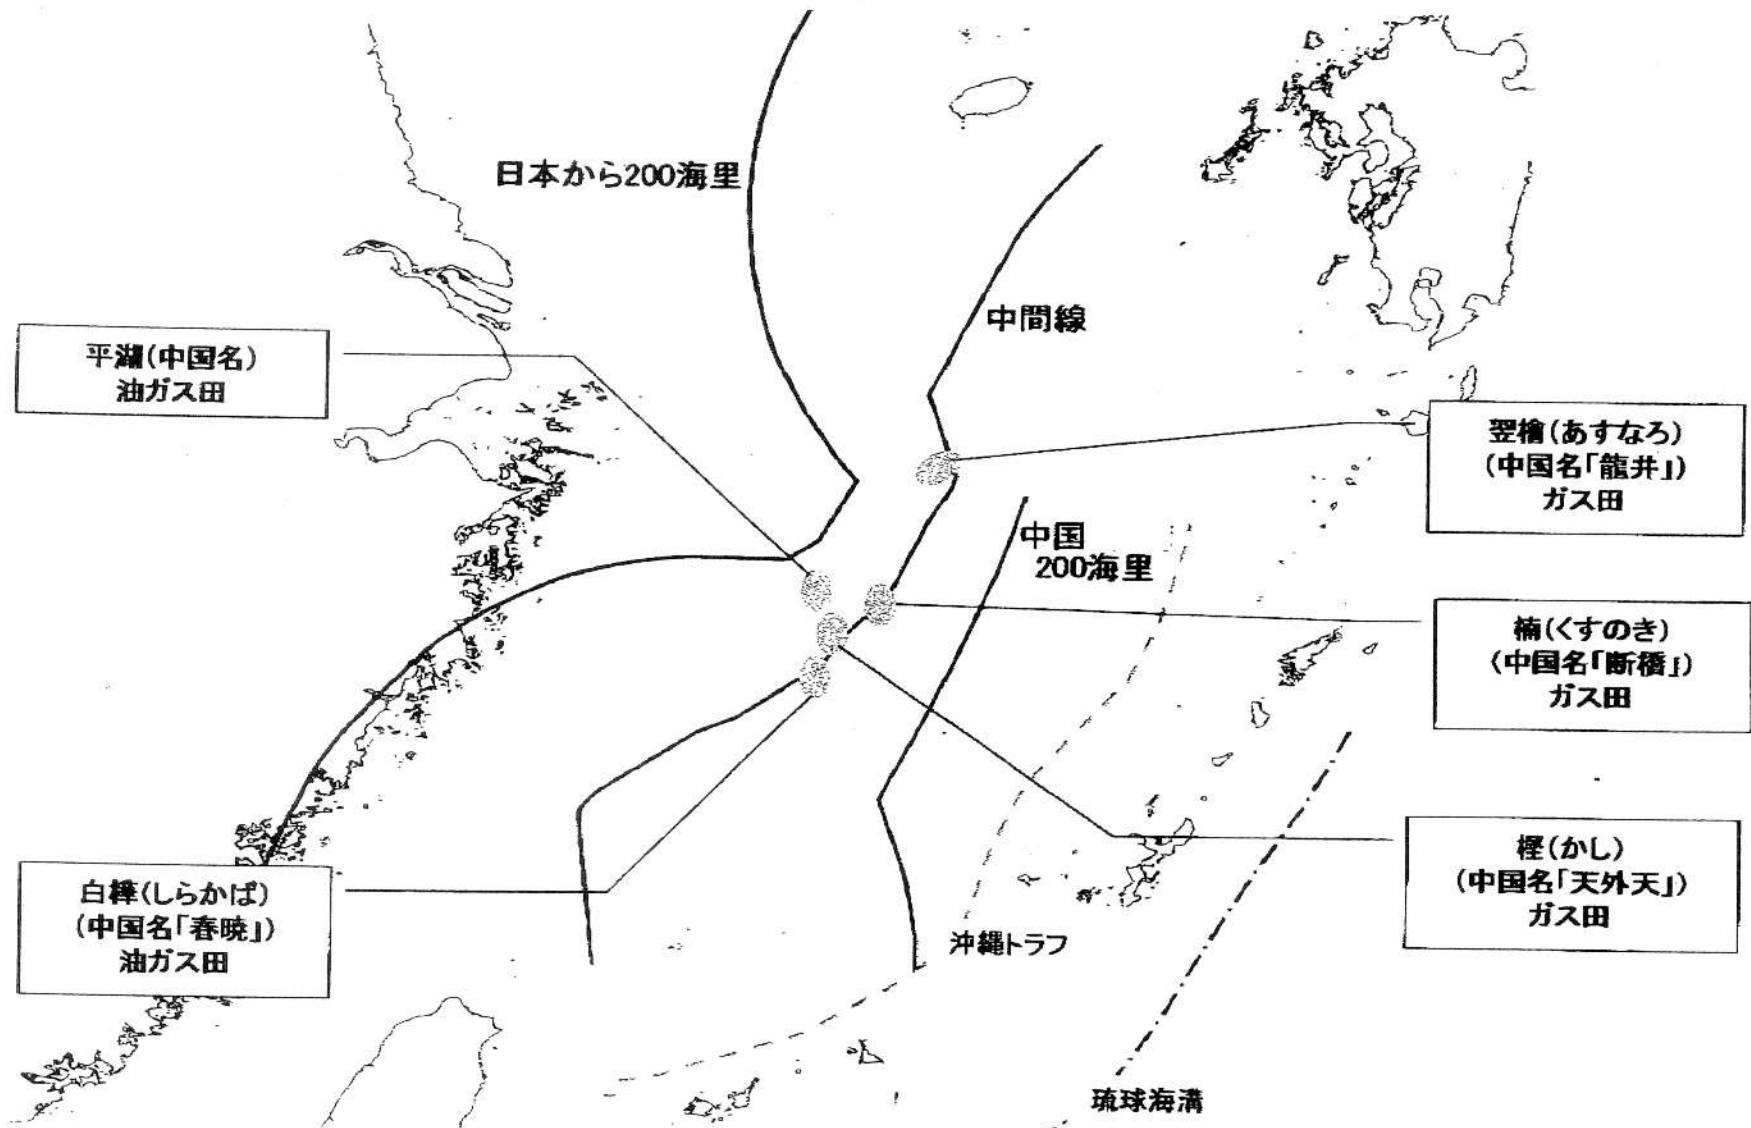 日本から200海里
中間線
平湖(中国名)
油ガス田
翌檜(あすなろ)
(中国名「龍井」)
ガス田
中国
200海里
楠(くすのき)
(中国名「断橋」)
ガス田
樫(かし)
(中国名「天外天」)
ガス田
白樺(しらかば)
(中国名「春暁」)
油ガス田
沖縄トラフ
琉球海溝